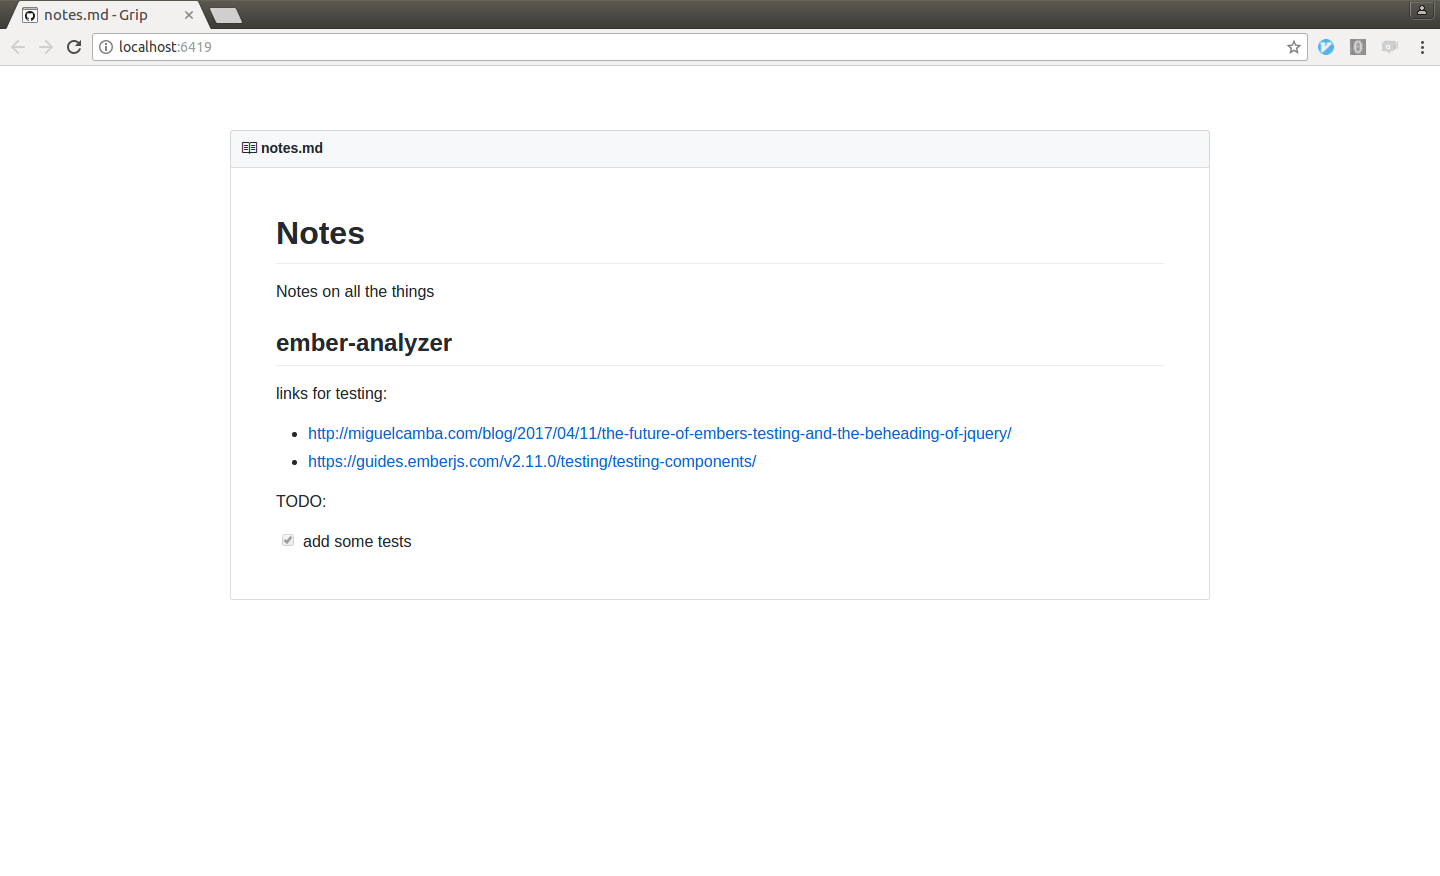 notes.md - Grip
localhost:6419
notes.md
Notes
Notes on all the things
ember-analyzer
links for testing:
http://miguelcamba.com/blog/2017/04/11/the-future-of-embers-testing-and-the-beheading-of-jquery/
https://guides.emberjs.com/v2.11.0/testing/testing-components/
TODO:
add some tests